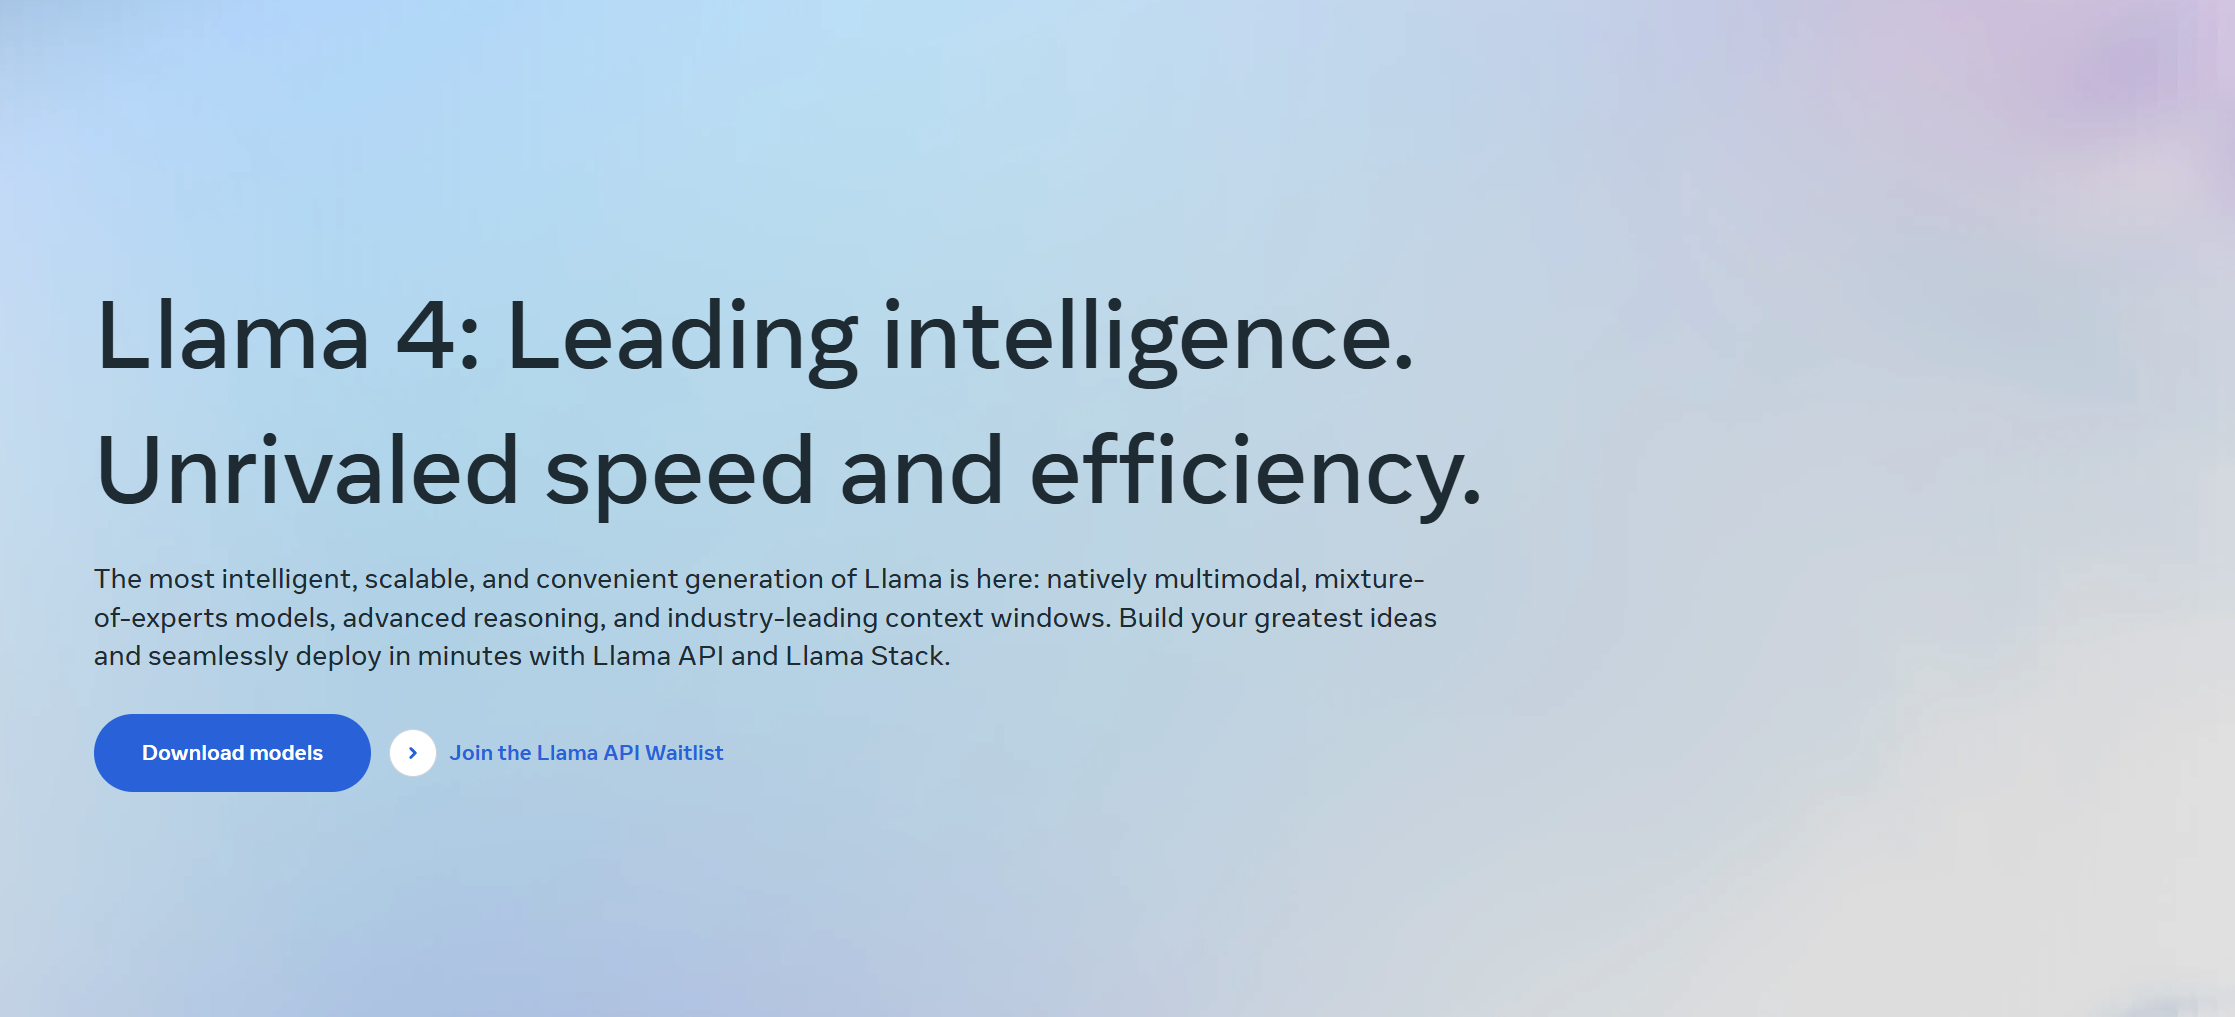 Llama 4: Leading intelligence.
Unrivaled speed and efficiency.
The most intelligent, scalable, and convenient generation of Llama is here: natively multimodal, mixture-
of-experts models, advanced reasoning, and industry-leading context windows. Build your greatest ideas
and seamlessly deploy in minutes with Llama API and Llama Stack.
Download models
Join the Llama API Waitlist